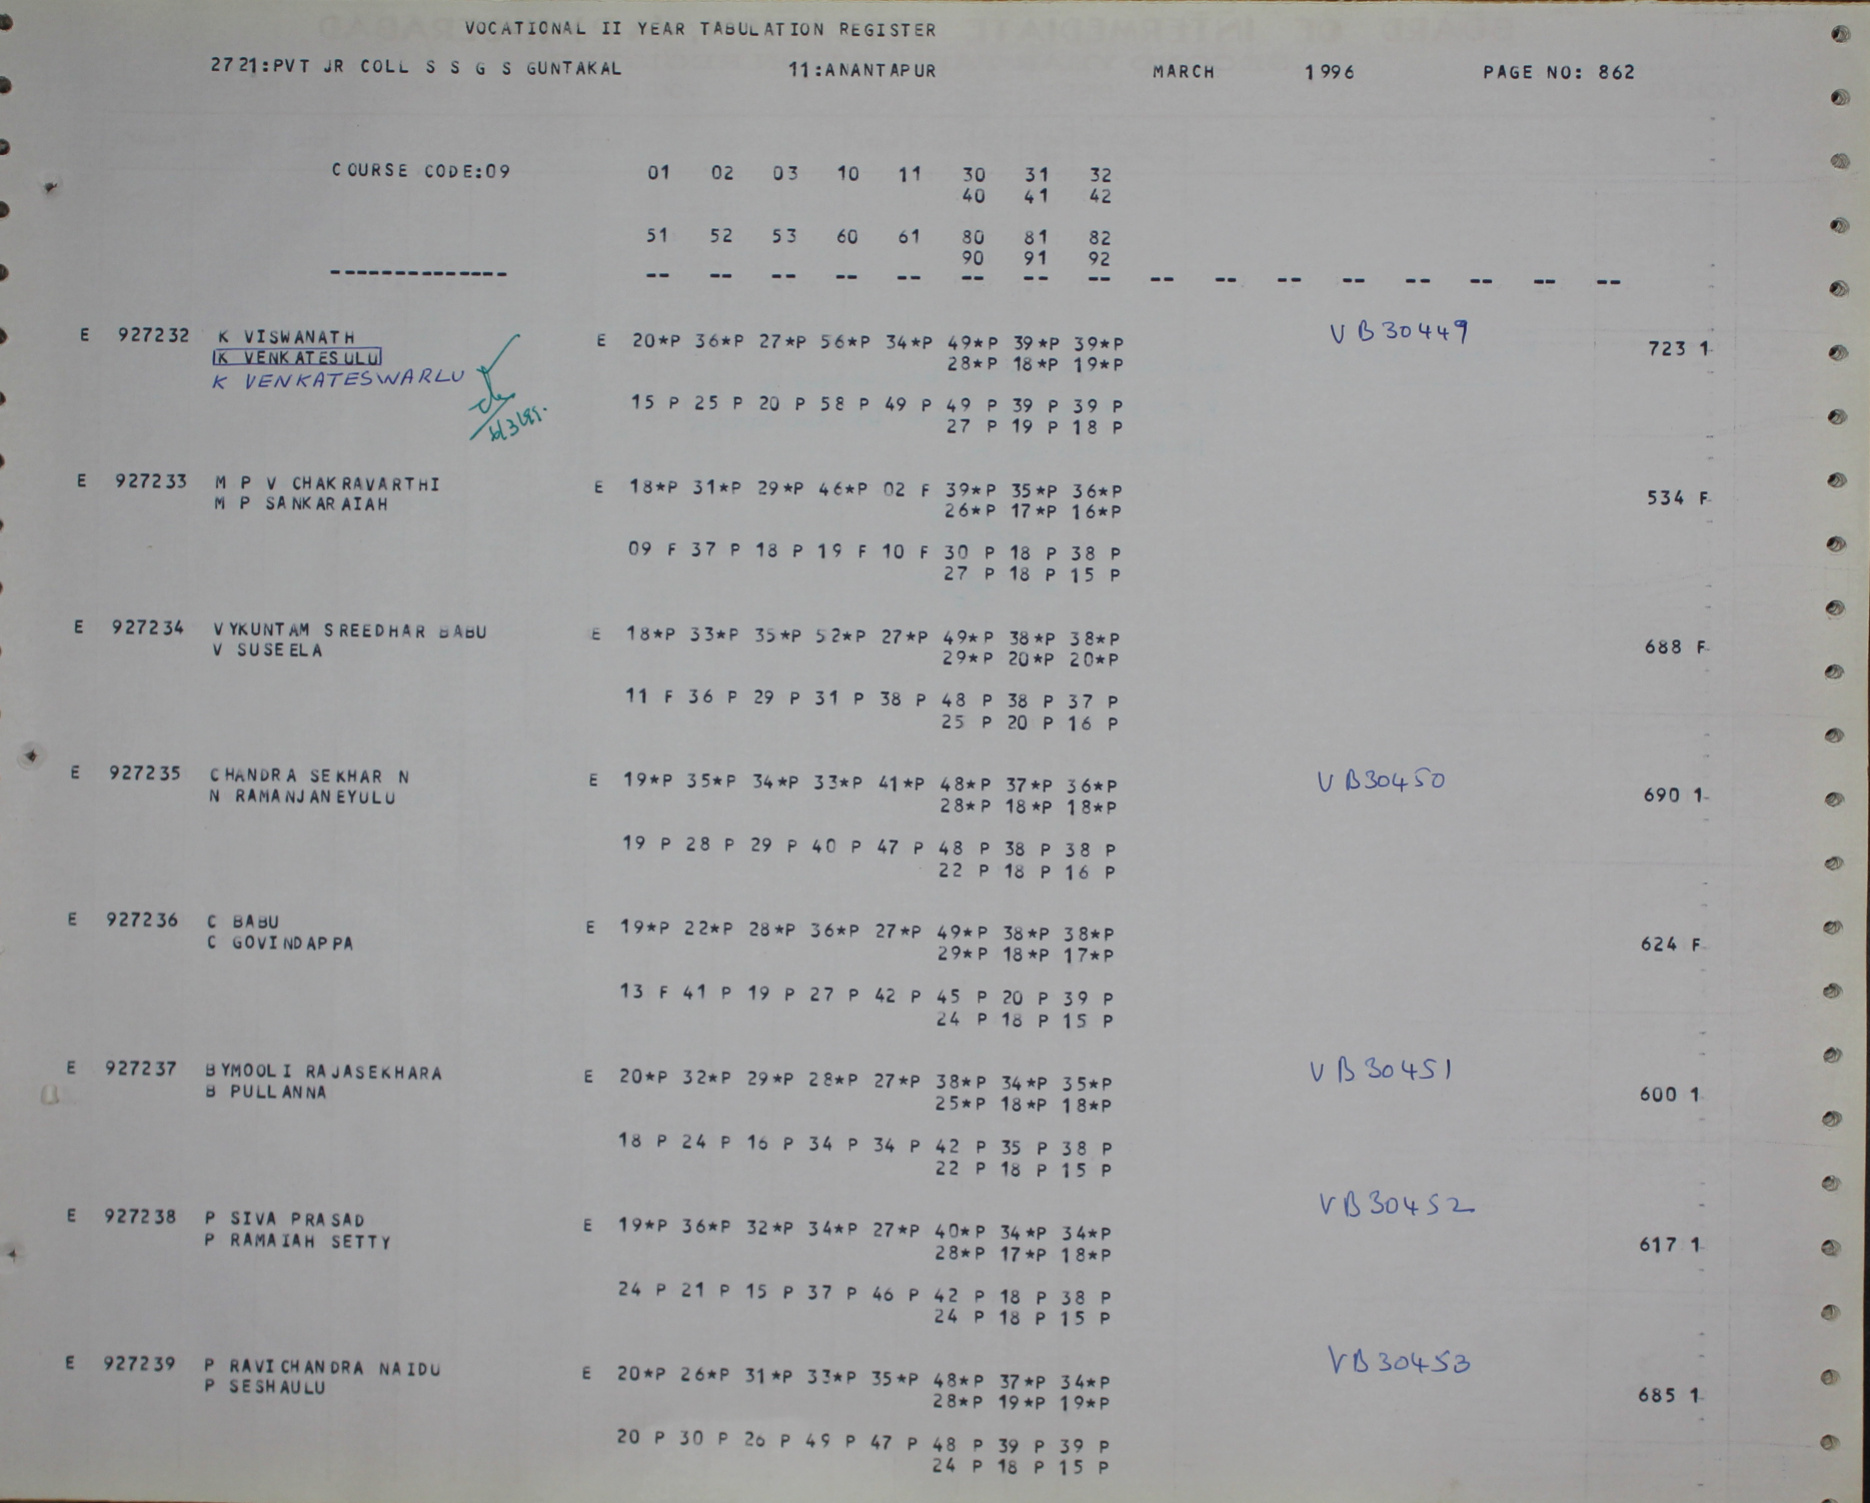 VOCATIONAL II YEAR TABULATION REGISTER
2721:PVT JR COLL S S G S GUNTAKAL 11:ANANTAPUR MARCH 1996 PAGE NO: 862
COURSE CODE:09 01 02 03 10 11 30 31 32
40 41 42
51 52 53 60 61 80 81 82
90 91 92
-------------- -- -- -- -- -- -- -- -- -- -- -- -- -- -- -- --
E 927232 K VISWANATH E 20*P 36*P 27*P 56*P 34*P 49*P 39*P 39*P VB30449 723 1
K VENKATESULU 28*P 18*P 19*P
K VENKATESWARLU
15 P 25 P 20 P 58 P 49 P 49 P 39 P 39 P
27 P 19 P 18 P
E 927233 M P V CHAKRAVARTHI E 18*P 31*P 29*P 46*P 02 F 39*P 35*P 36*P 534 F
M P SANKARAIAH 26*P 17*P 16*P
09 F 37 P 18 P 19 F 10 F 30 P 18 P 38 P
27 P 18 P 15 P
E 927234 VYKUNTAM SREEDHAR BABU E 18*P 33*P 35*P 52*P 27*P 49*P 38*P 38*P 688 F
V SUSEELA 29*P 20*P 20*P
11 F 36 P 29 P 31 P 38 P 48 P 38 P 37 P
25 P 20 P 16 P
E 927235 CHANDRA SEKHAR N E 19*P 35*P 34*P 33*P 41*P 48*P 37*P 36*P VB30450 690 1
N RAMANJANEYULU 28*P 18*P 18*P
19 P 28 P 29 P 40 P 47 P 48 P 38 P 38 P
22 P 18 P 16 P
E 927236 C BABU E 19*P 22*P 28*P 36*P 27*P 49*P 38*P 38*P 624 F
C GOVINDAPPA 29*P 18*P 17*P
13 F 41 P 19 P 27 P 42 P 45 P 20 P 39 P
24 P 18 P 15 P
E 927237 BYMOOLI RAJASEKHARA E 20*P 32*P 29*P 28*P 27*P 38*P 34*P 35*P VB30451 600 1
B PULLANNA 25*P 18*P 18*P
18 P 24 P 16 P 34 P 34 P 42 P 35 P 38 P
22 P 18 P 15 P
E 927238 P SIVA PRASAD E 19*P 36*P 32*P 34*P 27*P 40*P 34*P 34*P VB30452 617 1
P RAMAIAH SETTY 28*P 17*P 18*P
24 P 21 P 15 P 37 P 46 P 42 P 18 P 38 P
24 P 18 P 15 P
E 927239 P RAVICHANDRA NAIDU E 20*P 26*P 31*P 33*P 35*P 48*P 37*P 34*P VB30453 685 1
P SESHAULU 28*P 19*P 19*P
20 P 30 P 26 P 49 P 47 P 48 P 39 P 39 P
24 P 18 P 15 P